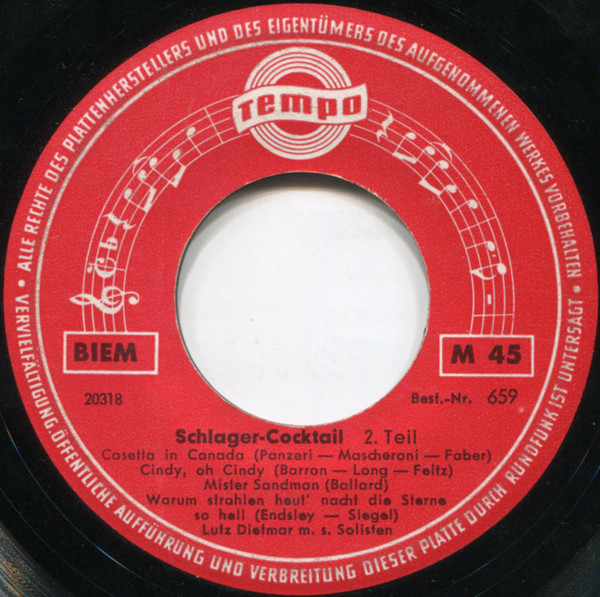 • ALLE RECHTE DES PLATTENHERSTELLERS UND DES EIGENTÜMERS DES AUFGENOMMENEN WERKES VORBEHALTEN •
Tempo
BIEM
M 45
20318
Best.-Nr. 659
Schlager-Cocktail 2. Teil
Casetta in Canada (Panzeri — Mascheroni — Faber)
Cindy, oh Cindy (Barron — Long — Feltz)
Mister Sandman (Ballard)
Warum strahlen heut' nacht die Sterne
so hell (Endsley — Siegel)
Lutz Dietmar m. s. Solisten
VERVIELFÄLTIGUNG, ÖFFENTLICHE AUFFÜHRUNG UND VERBREITUNG DIESER PLATTE DURCH RUNDFUNK IST UNTERSAGT